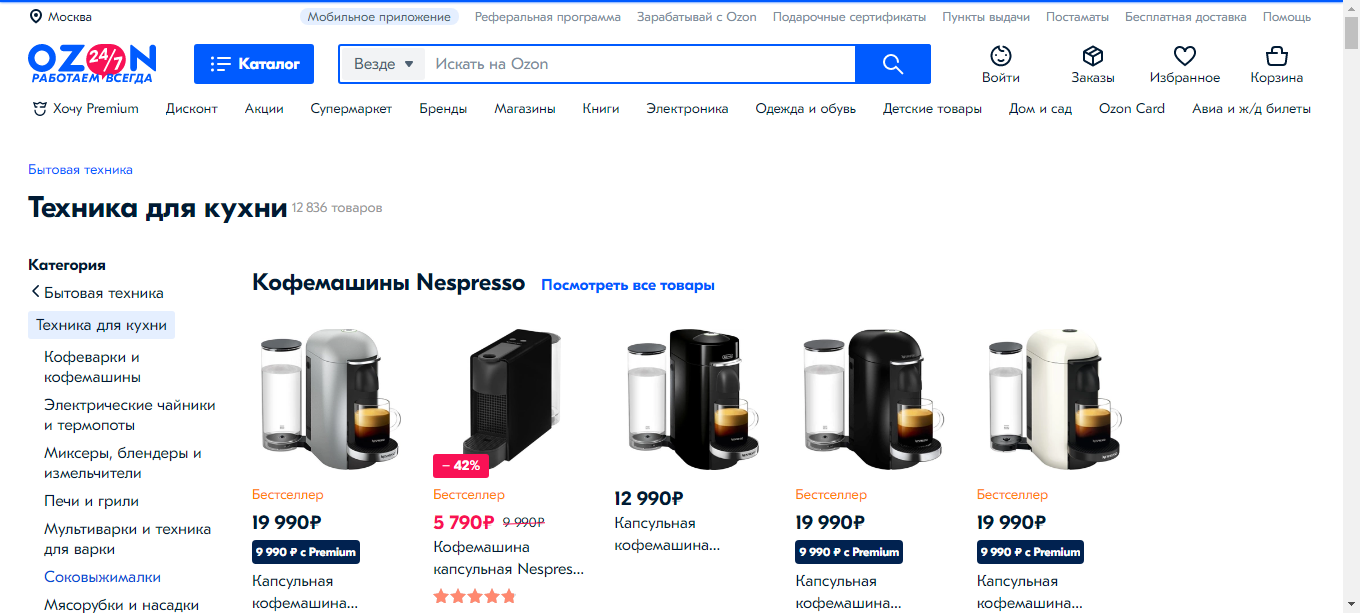 Москва
Мобильное приложение Реферальная программа Зарабатывай с Ozon Подарочные сертификаты Пункты выдачи Постаматы Бесплатная доставка Помощь
OZON 24/7
РАБОТАЕМ ВСЕГДА
Каталог
Везде Искать на Ozon
Войти Заказы Избранное Корзина
Хочу Premium Дисконт Акции Супермаркет Бренды Магазины Книги Электроника Одежда и обувь Детские товары Дом и сад Ozon Card Авиа и ж/д билеты
Бытовая техника
Техника для кухни 12 836 товаров
Категория
Бытовая техника
Техника для кухни
Кофеварки и
кофемашины
Электрические чайники
и термопоты
Миксеры, блендеры и
измельчители
Печи и грили
Мультиварки и техника
для варки
Соковыжималки
Мясорубки и насадки
Кофемашины Nespresso Посмотреть все товары
Бестселлер
19 990₽
9 990 ₽ с Premium
Капсульная
кофемашина...
– 42%
Бестселлер
5 790₽ 9 990₽
Кофемашина
капсульная Nespres...
12 990₽
Капсульная
кофемашина...
Бестселлер
19 990₽
9 990 ₽ с Premium
Капсульная
кофемашина...
Бестселлер
19 990₽
9 990 ₽ с Premium
Капсульная
кофемашина...